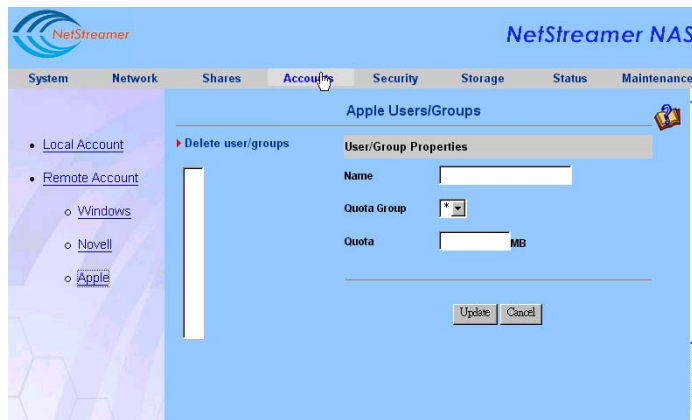 NetStreamer
NetStreamer NAS
System Network Shares Accounts Security Storage Status Maintenance
Apple Users/Groups
Local Account
Remote Account
Windows
Novell
Apple
Delete user/groups
User/Group Properties
Name
Quota Group *
Quota MB
Update Cancel